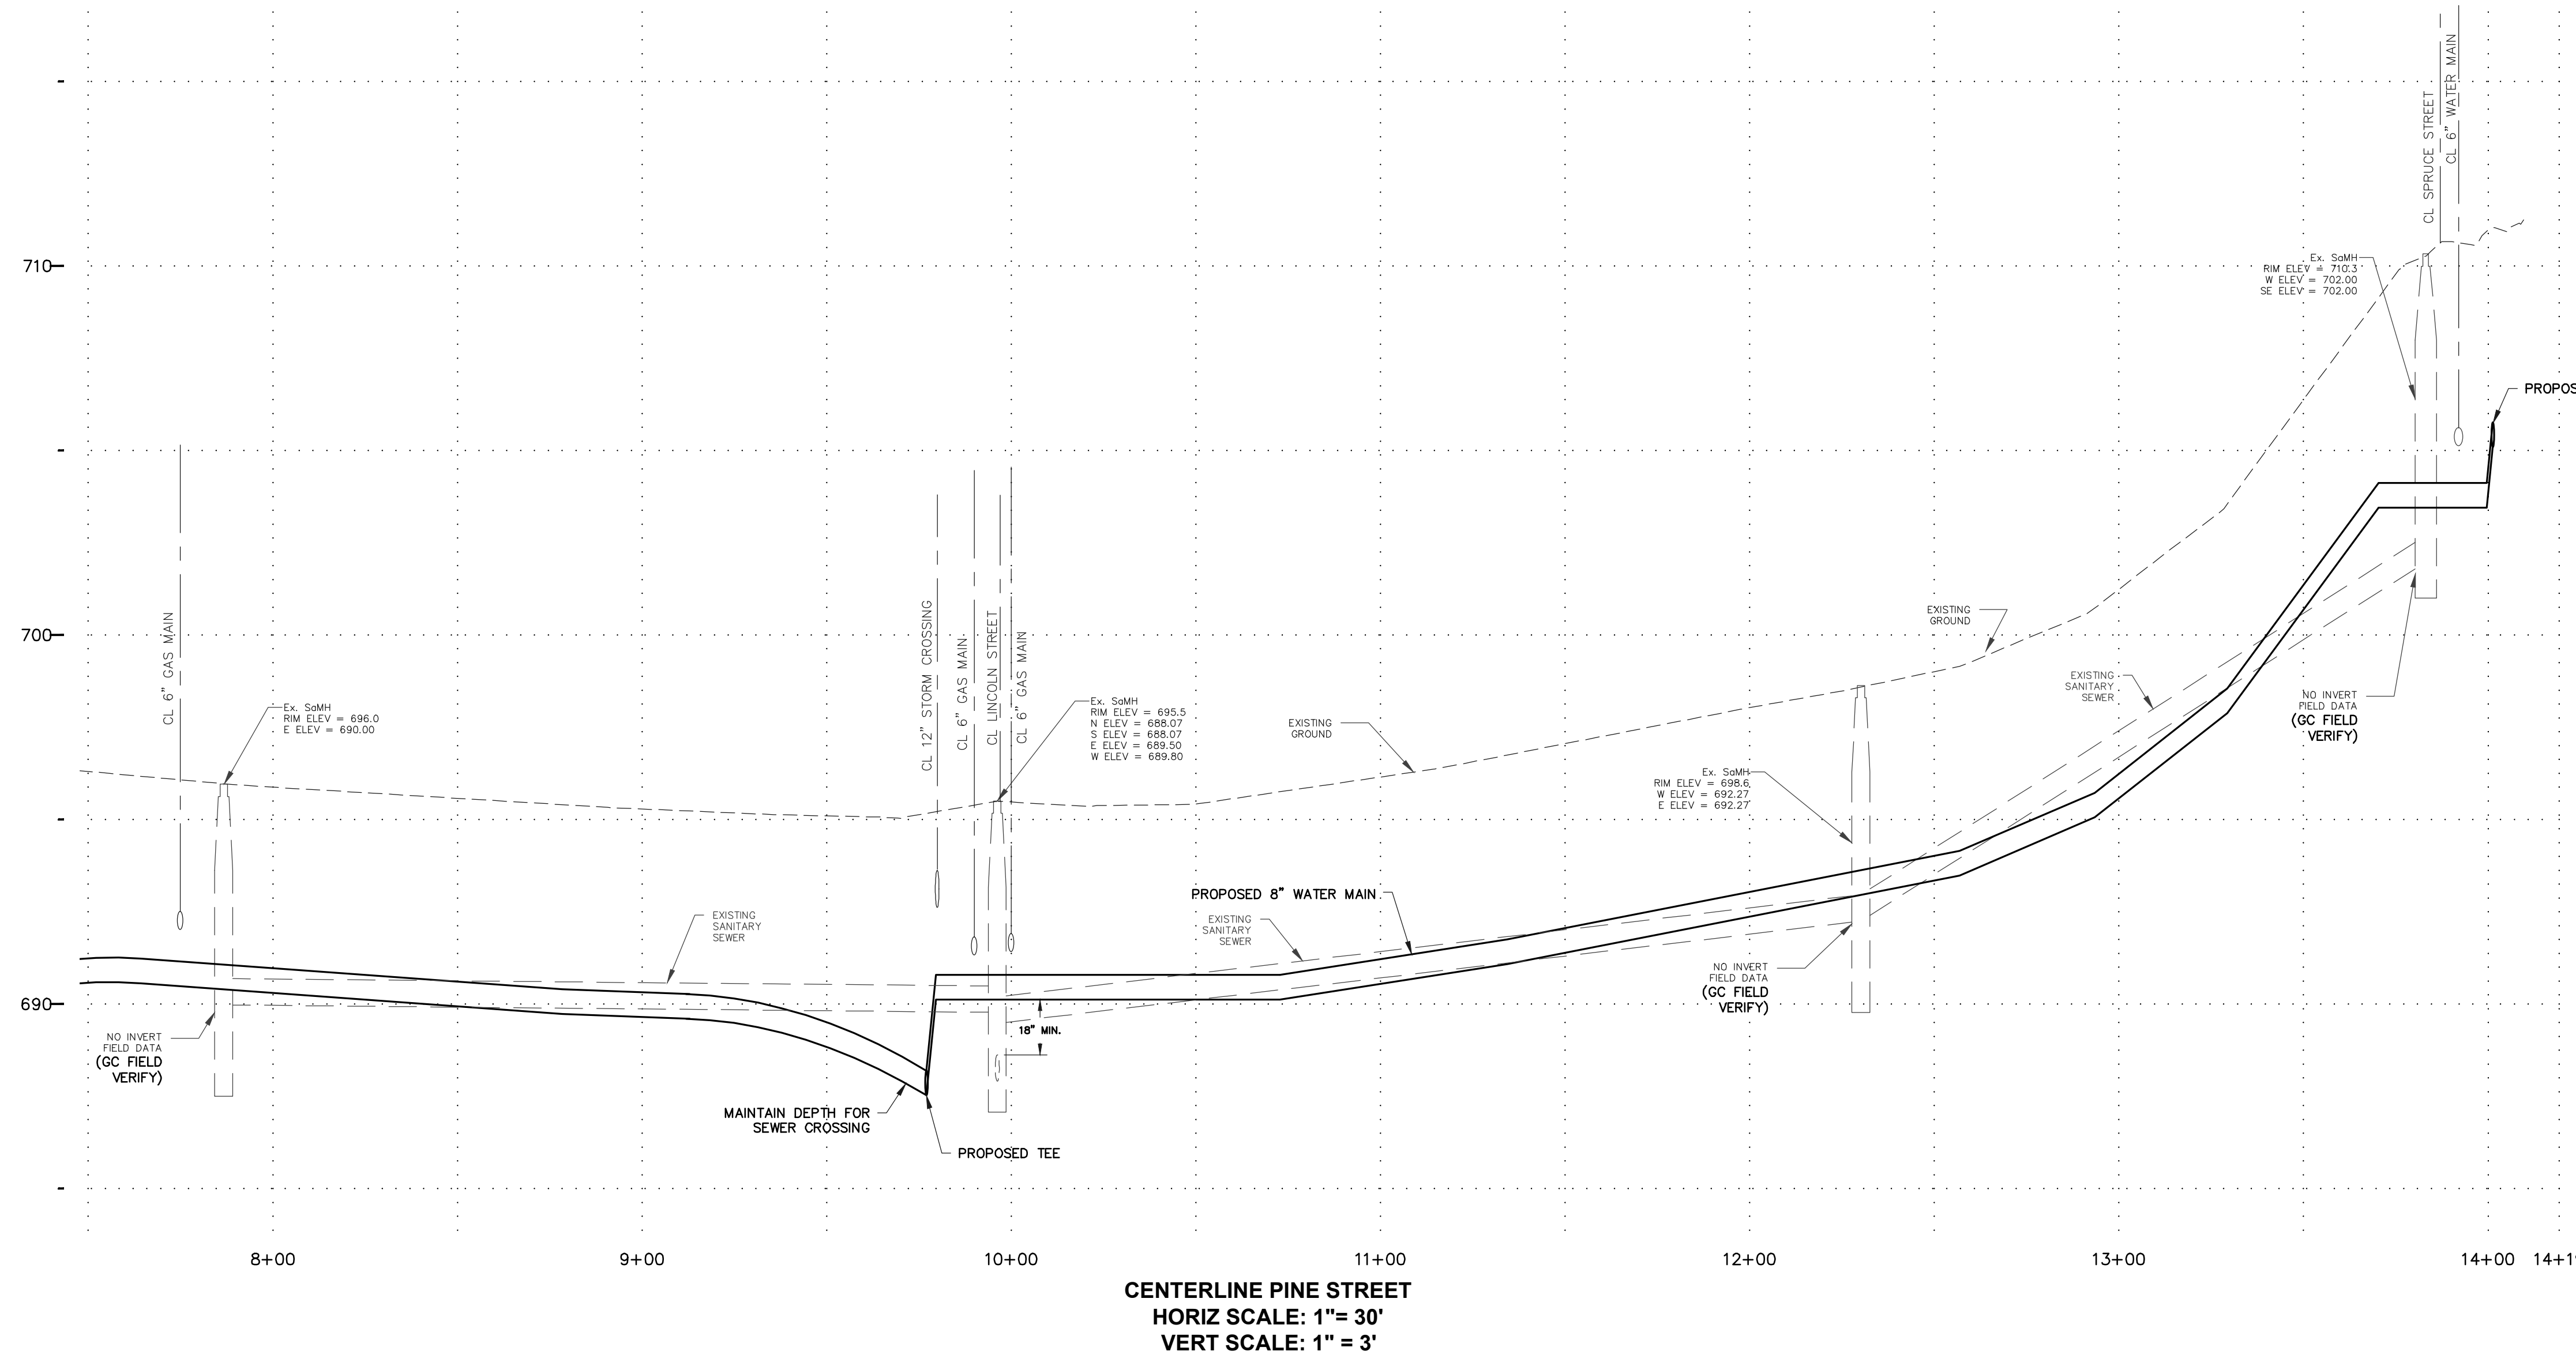 CL SPRUCE STREET
CL 6" WATER MAIN
710
Ex. SaMH
RIM ELEV = 710.3
W ELEV = 702.00
SE ELEV = 702.00
700
CL 6" GAS MAIN
Ex. SaMH
RIM ELEV = 696.0
E ELEV = 690.00
CL 12" STORM CROSSING
CL 6" GAS MAIN
CL LINCOLN STREET
CL 6" GAS MAIN
Ex. SaMH
RIM ELEV = 695.5
N ELEV = 688.07
S ELEV = 688.07
E ELEV = 689.50
W ELEV = 689.80
EXISTING
GROUND
EXISTING
GROUND
EXISTING
SANITARY
SEWER
NO INVERT
FIELD DATA
(GC FIELD
VERIFY)
Ex. SaMH
RIM ELEV = 698.6
W ELEV = 692.27
E ELEV = 692.27
PROPOSED 8" WATER MAIN
EXISTING
SANITARY
SEWER
EXISTING
SANITARY
SEWER
NO INVERT
FIELD DATA
(GC FIELD
VERIFY)
690
18" MIN.
NO INVERT
FIELD DATA
(GC FIELD
VERIFY)
MAINTAIN DEPTH FOR
SEWER CROSSING
PROPOSED TEE
8+00
9+00
10+00
11+00
12+00
13+00
14+00
CENTERLINE PINE STREET
HORIZ SCALE: 1"= 30'
VERT SCALE: 1" = 3'